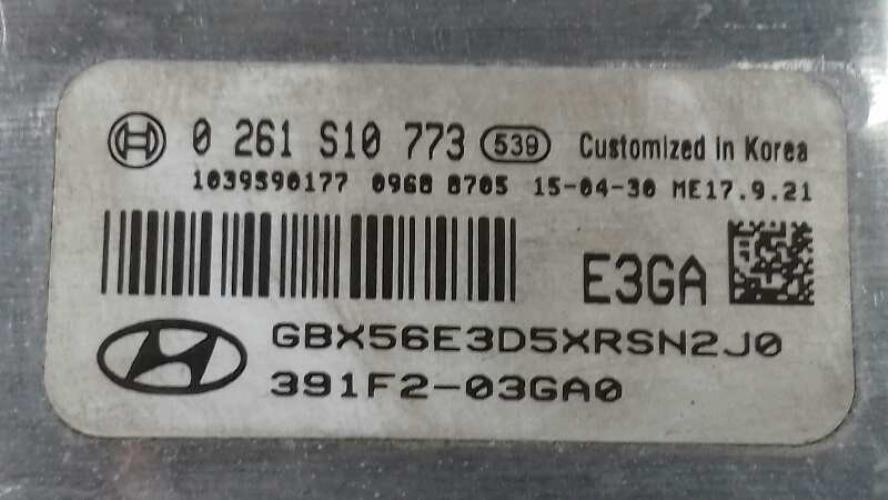 0 261 S10 773 539 Customized in Korea
1039S90177 0968 8705 15-04-30 ME17.9.21
E3GA
GBX56E3D5XRSN2J0
391F2-03GA0